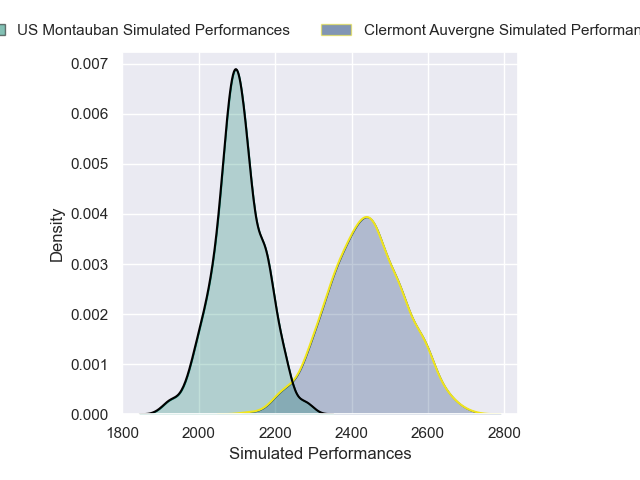 US Montauban Simulated Performances
Clermont Auvergne Simulated Performan
0.007
0.006
0.005
0.004
0.003
0.002
0.001
0.000
Density
1800 2000 2200 2400 2600 2800
Simulated Performances